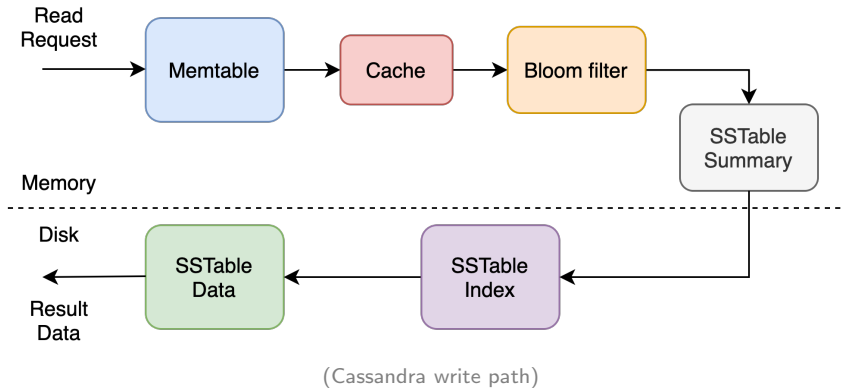 Read
Request
Memtable
Cache
Bloom filter
SSTable
Summary
Memory
Disk
SSTable
Data
SSTable
Index
Result
Data
(Cassandra write path)